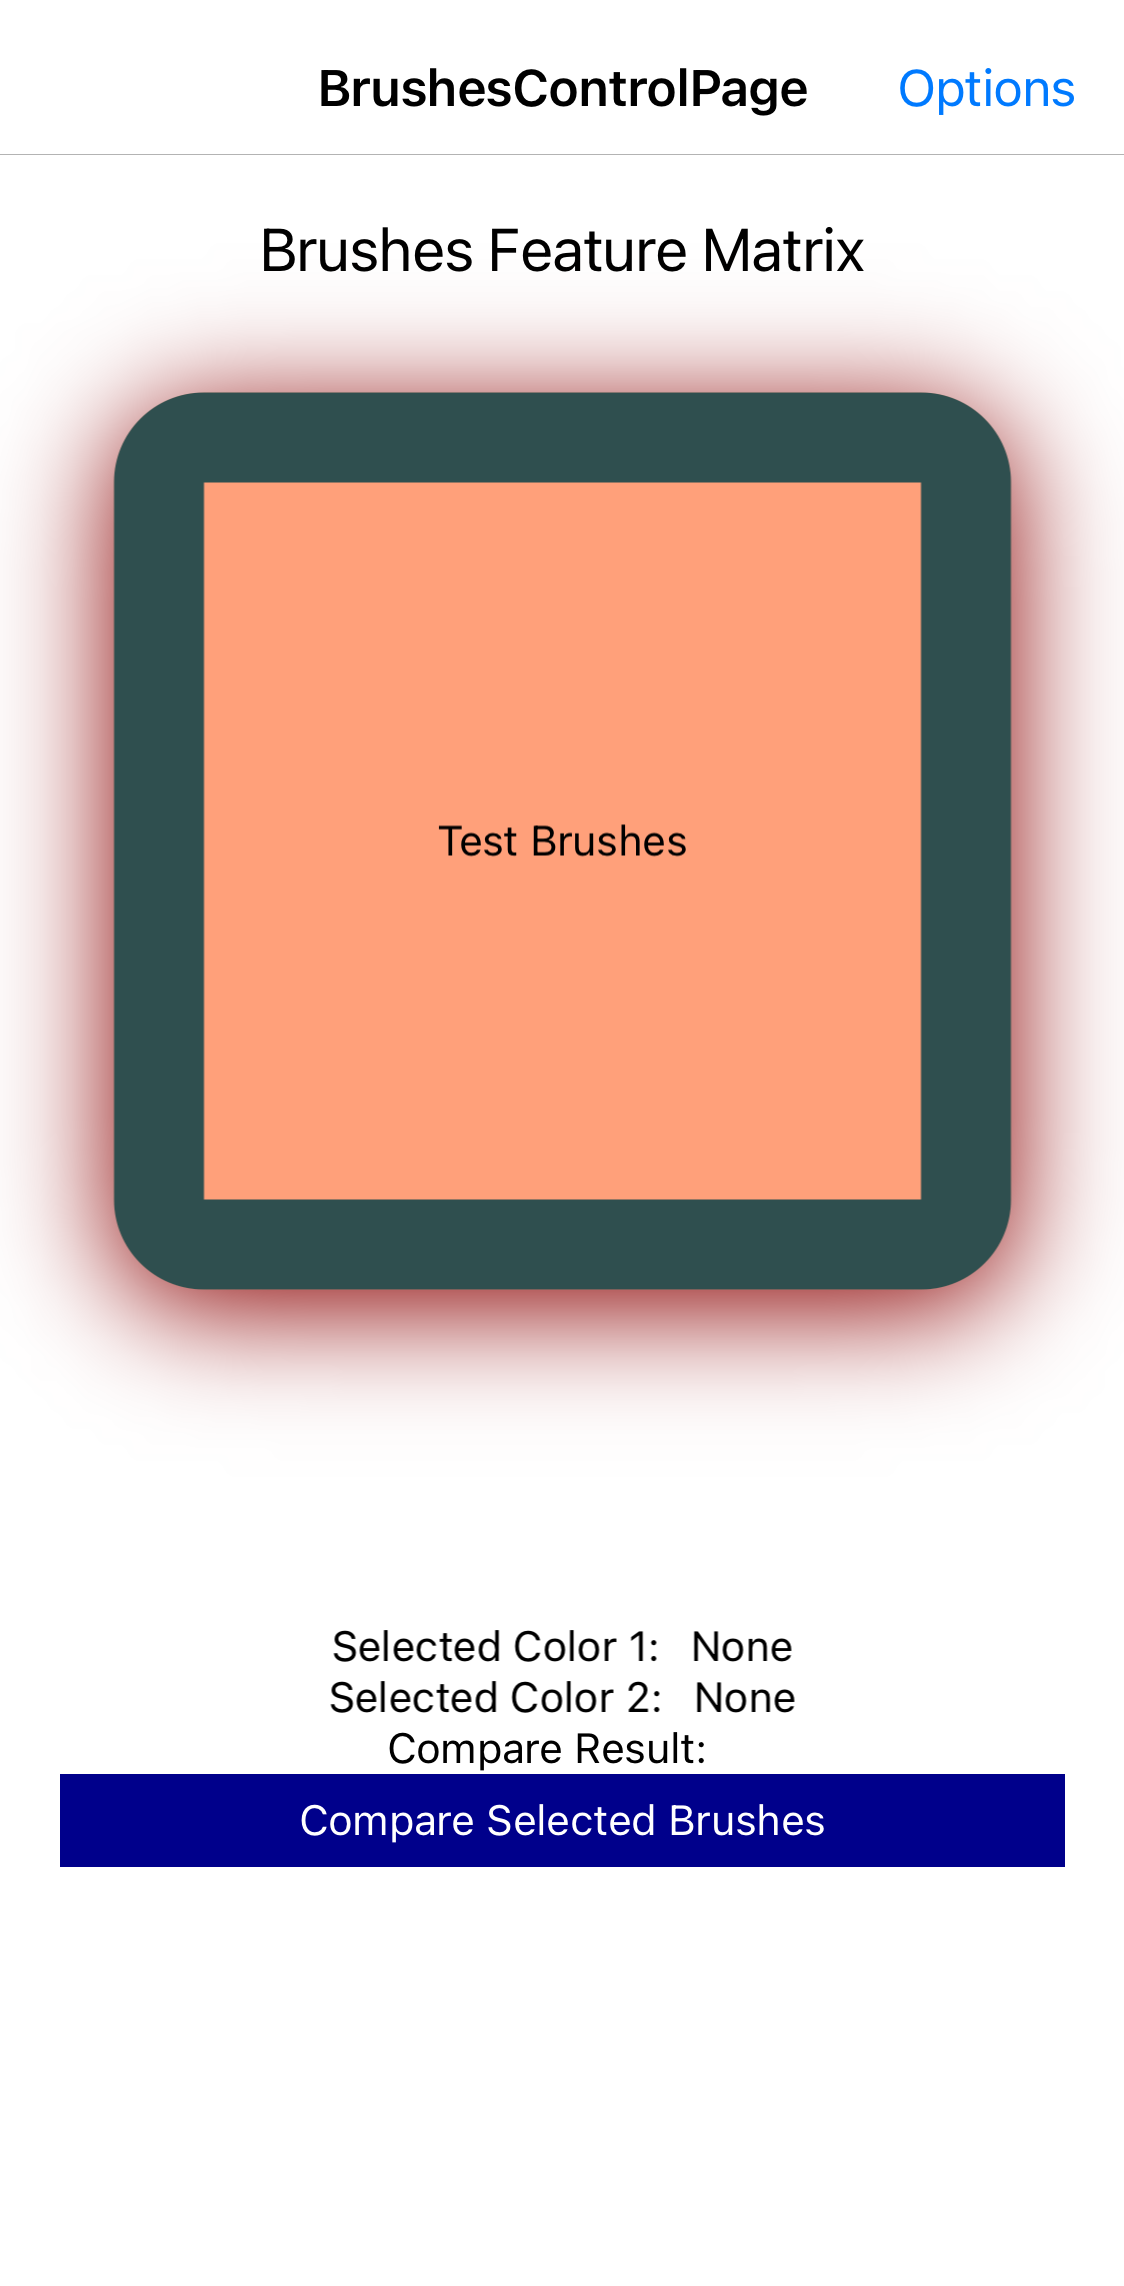 BrushesControlPage
Options
Brushes Feature Matrix
Test Brushes
Selected Color 1: None
Selected Color 2: None
Compare Result:
Compare Selected Brushes